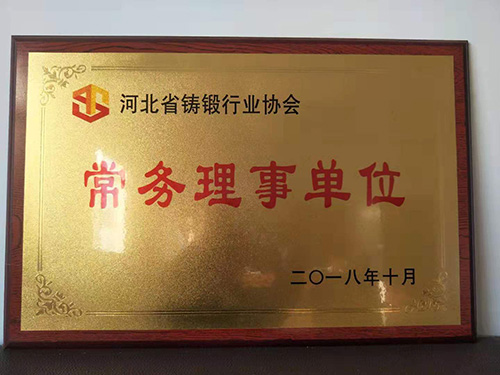 河北省铸锻行业协会
常务理事单位
二〇一八年十月